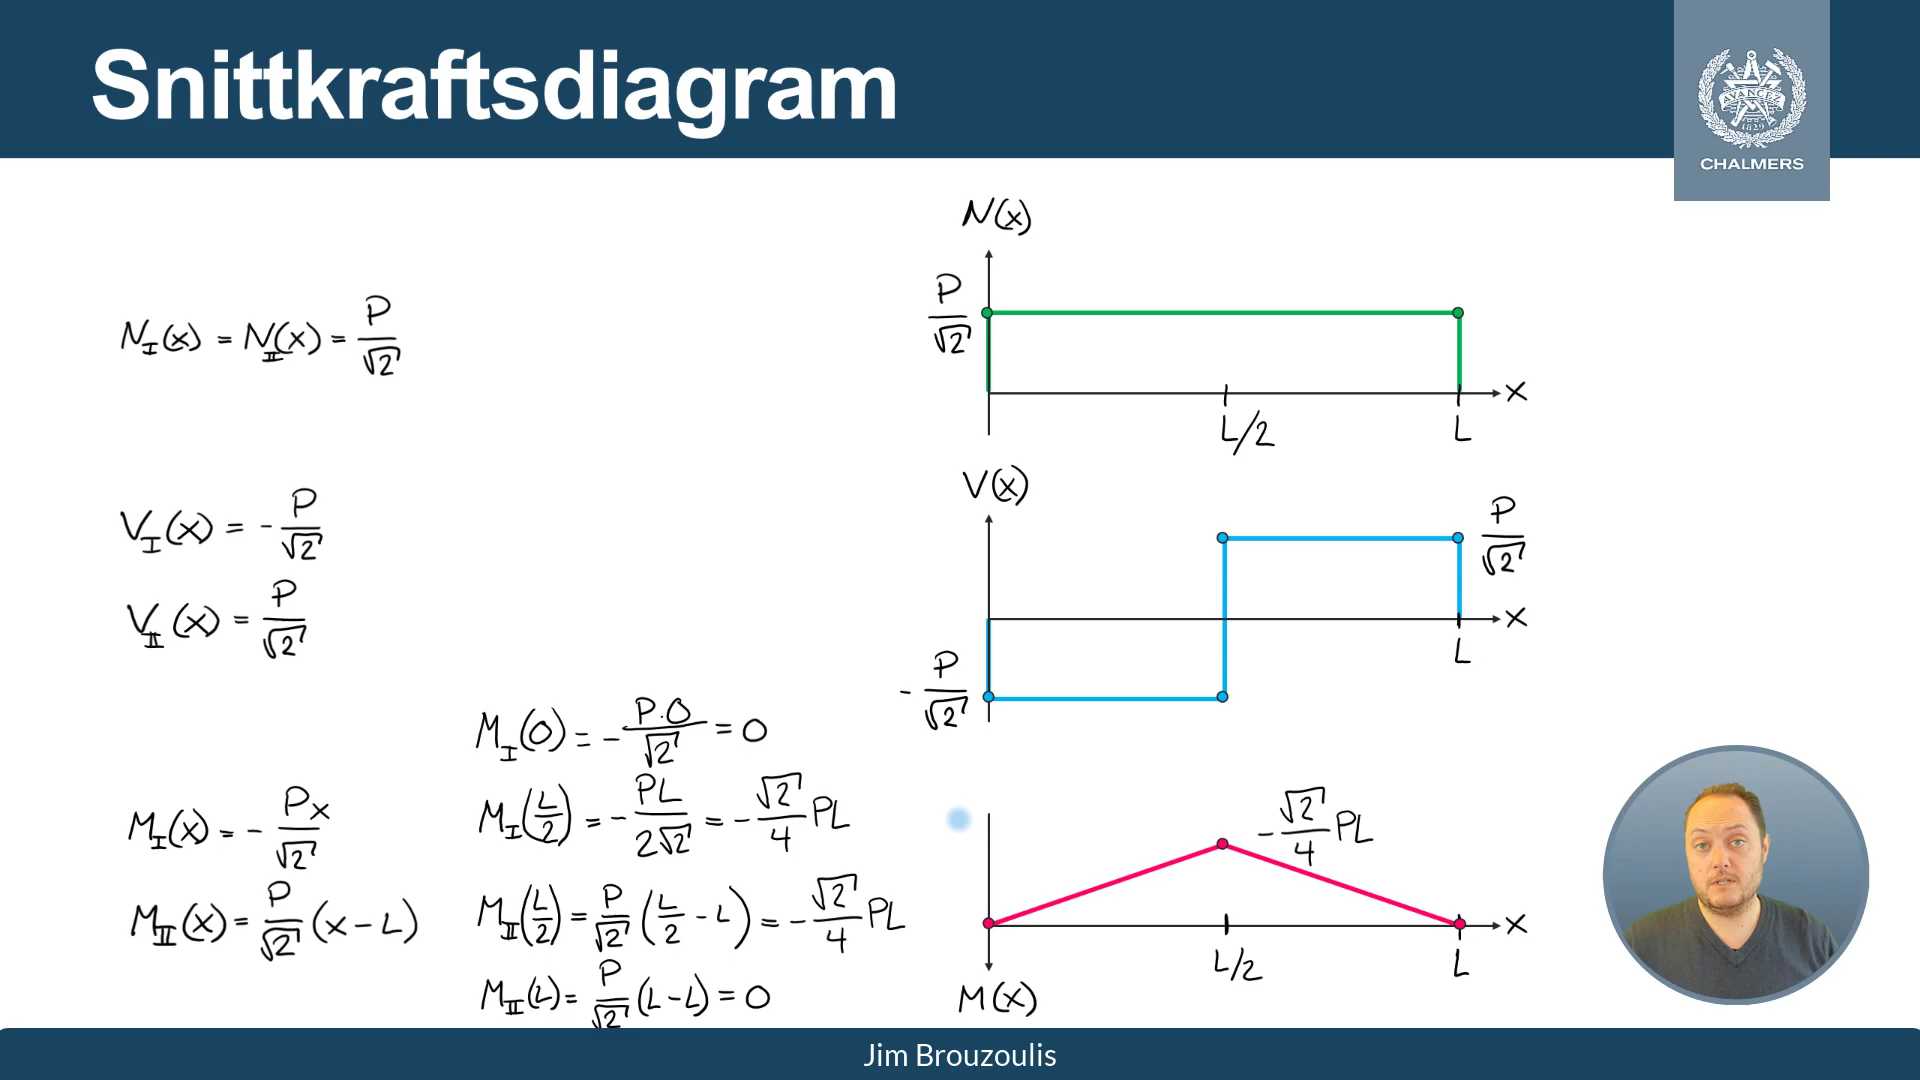 Snittkraftsdiagram
AVANCEZ
1829
CHALMERS
N_I(x) = N_II(x) = P/√2
V_I(x) = - P/√2
V_II(x) = P/√2
M_I(x) = - Px/√2
M_II(x) = P/√2 (x - L)
M_I(0) = - P·0/√2 = 0
M_I(L/2) = - PL/2√2 = - √2/4 PL
M_II(L/2) = P/√2 (L/2 - L) = - √2/4 PL
M_II(L) = P/√2 (L - L) = 0
N(x)
P/√2
x
L/2
L
V(x)
P/√2
x
L
- P/√2
- √2/4 PL
x
L/2
L
M(x)
Jim Brouzoulis